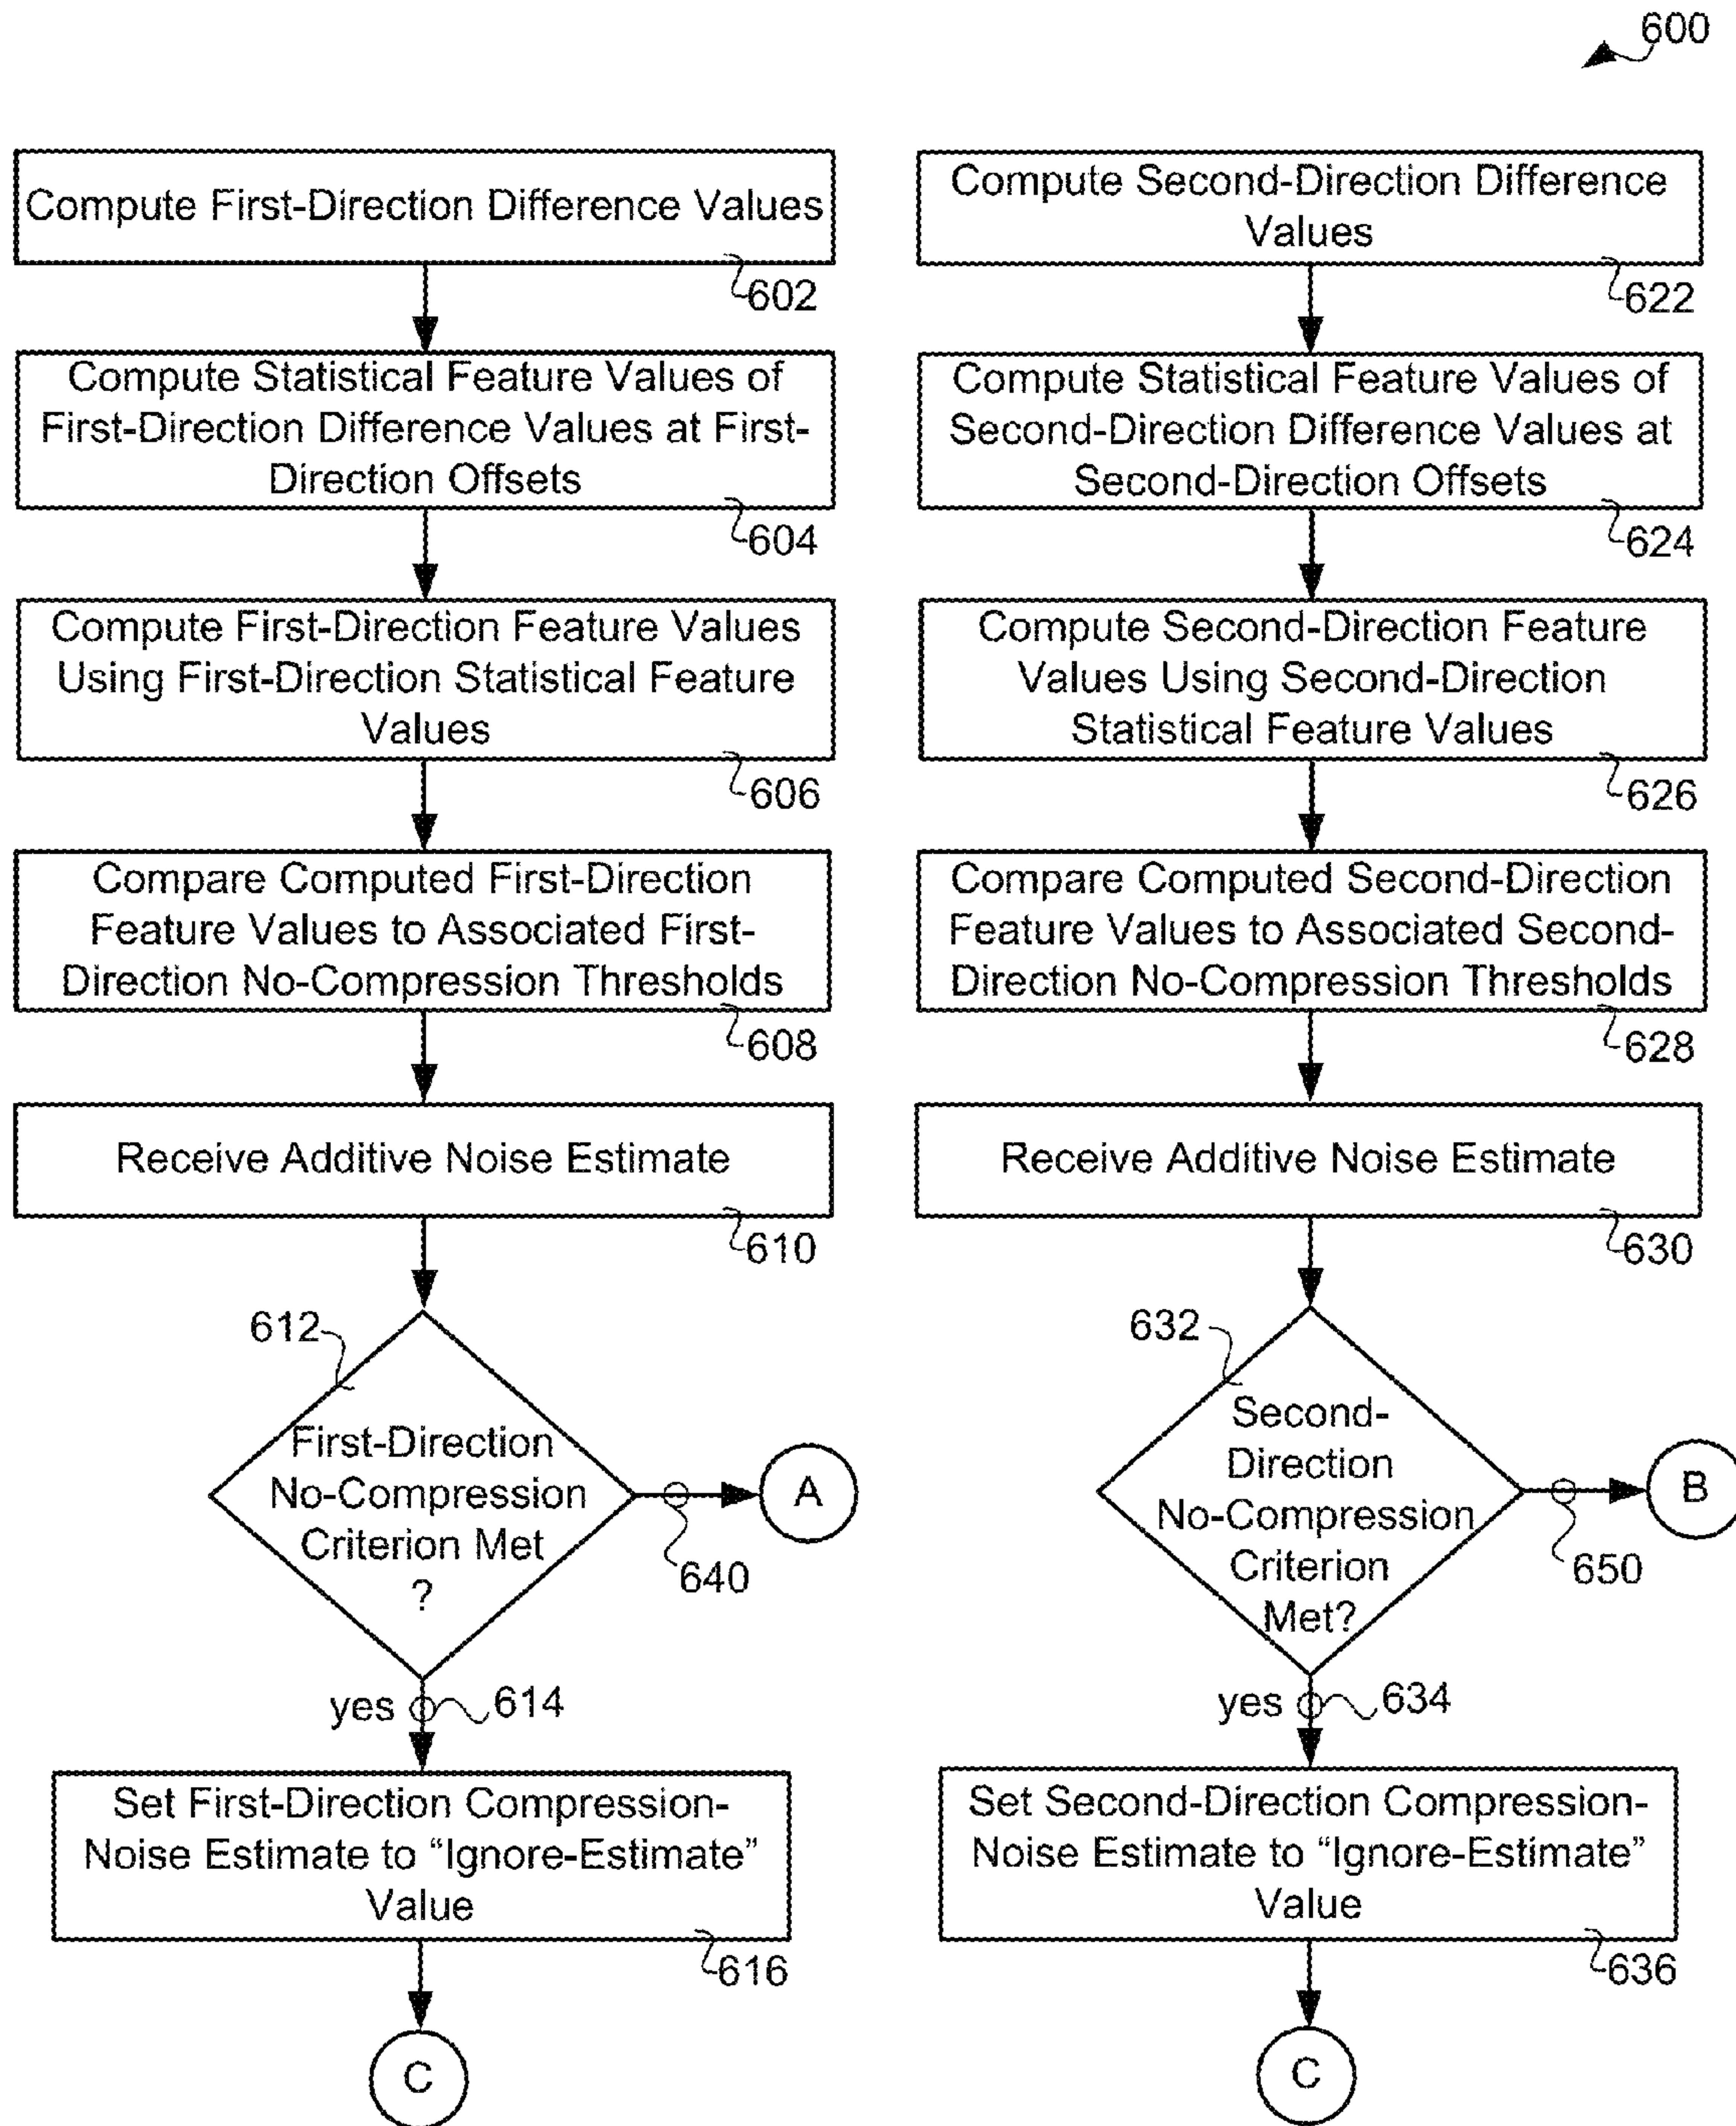 600
Compute First-Direction Difference Values
602
Compute Statistical Feature Values of
First-Direction Difference Values at First-
Direction Offsets
604
Compute First-Direction Feature Values
Using First-Direction Statistical Feature
Values
606
Compare Computed First-Direction
Feature Values to Associated First-
Direction No-Compression Thresholds
608
Receive Additive Noise Estimate
610
612
First-Direction
No-Compression
Criterion Met
?
640
A
yes
614
Set First-Direction Compression-
Noise Estimate to “Ignore-Estimate”
Value
616
C
Compute Second-Direction Difference
Values
622
Compute Statistical Feature Values of
Second-Direction Difference Values at
Second-Direction Offsets
624
Compute Second-Direction Feature
Values Using Second-Direction
Statistical Feature Values
626
Compare Computed Second-Direction
Feature Values to Associated Second-
Direction No-Compression Thresholds
628
Receive Additive Noise Estimate
630
632
Second-
Direction
No-Compression
Criterion
Met?
650
B
yes
634
Set Second-Direction Compression-
Noise Estimate to “Ignore-Estimate”
Value
636
C